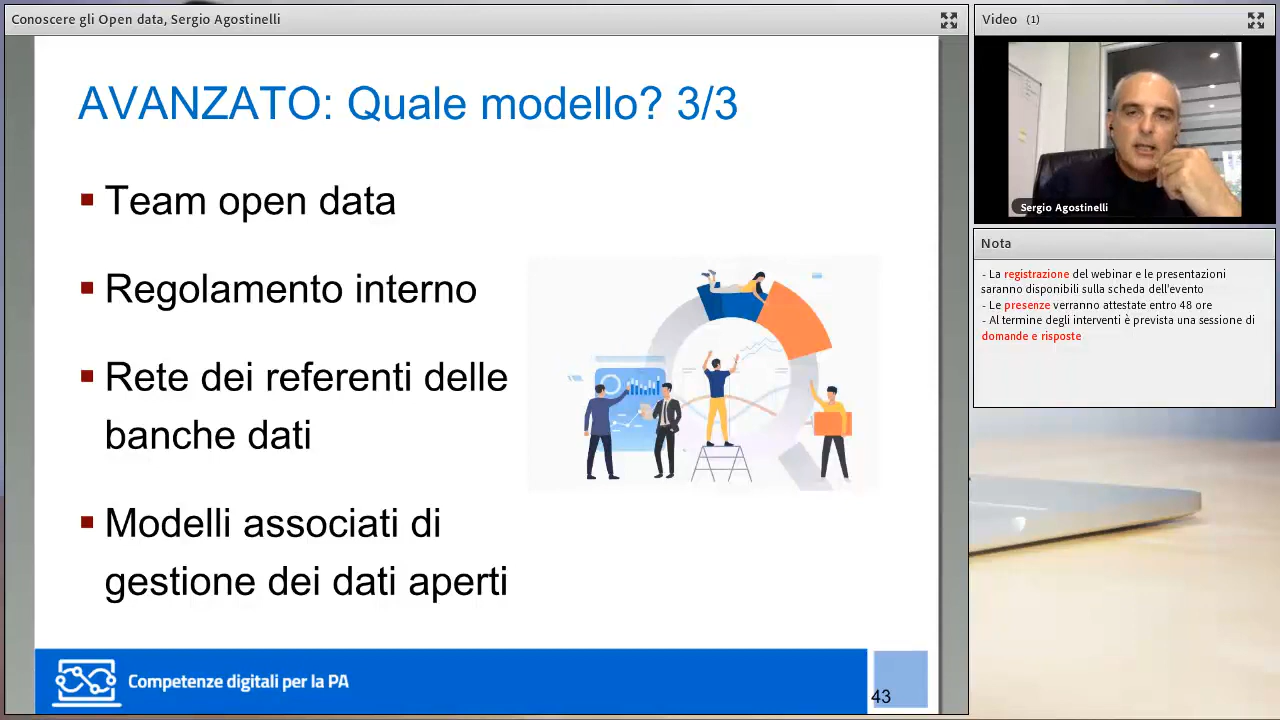 Conoscere gli Open data, Sergio Agostinelli
AVANZATO: Quale modello? 3/3
Team open data
Regolamento interno
Rete dei referenti delle
banche dati
Modelli associati di
gestione dei dati aperti
Competenze digitali per la PA
43
Video (1)
Sergio Agostinelli
Nota
- La registrazione del webinar e le presentazioni
saranno disponibili sulla scheda dell'evento
- Le presenze verranno attestate entro 48 ore
- Al termine degli interventi è prevista una sessione di
domande e risposte